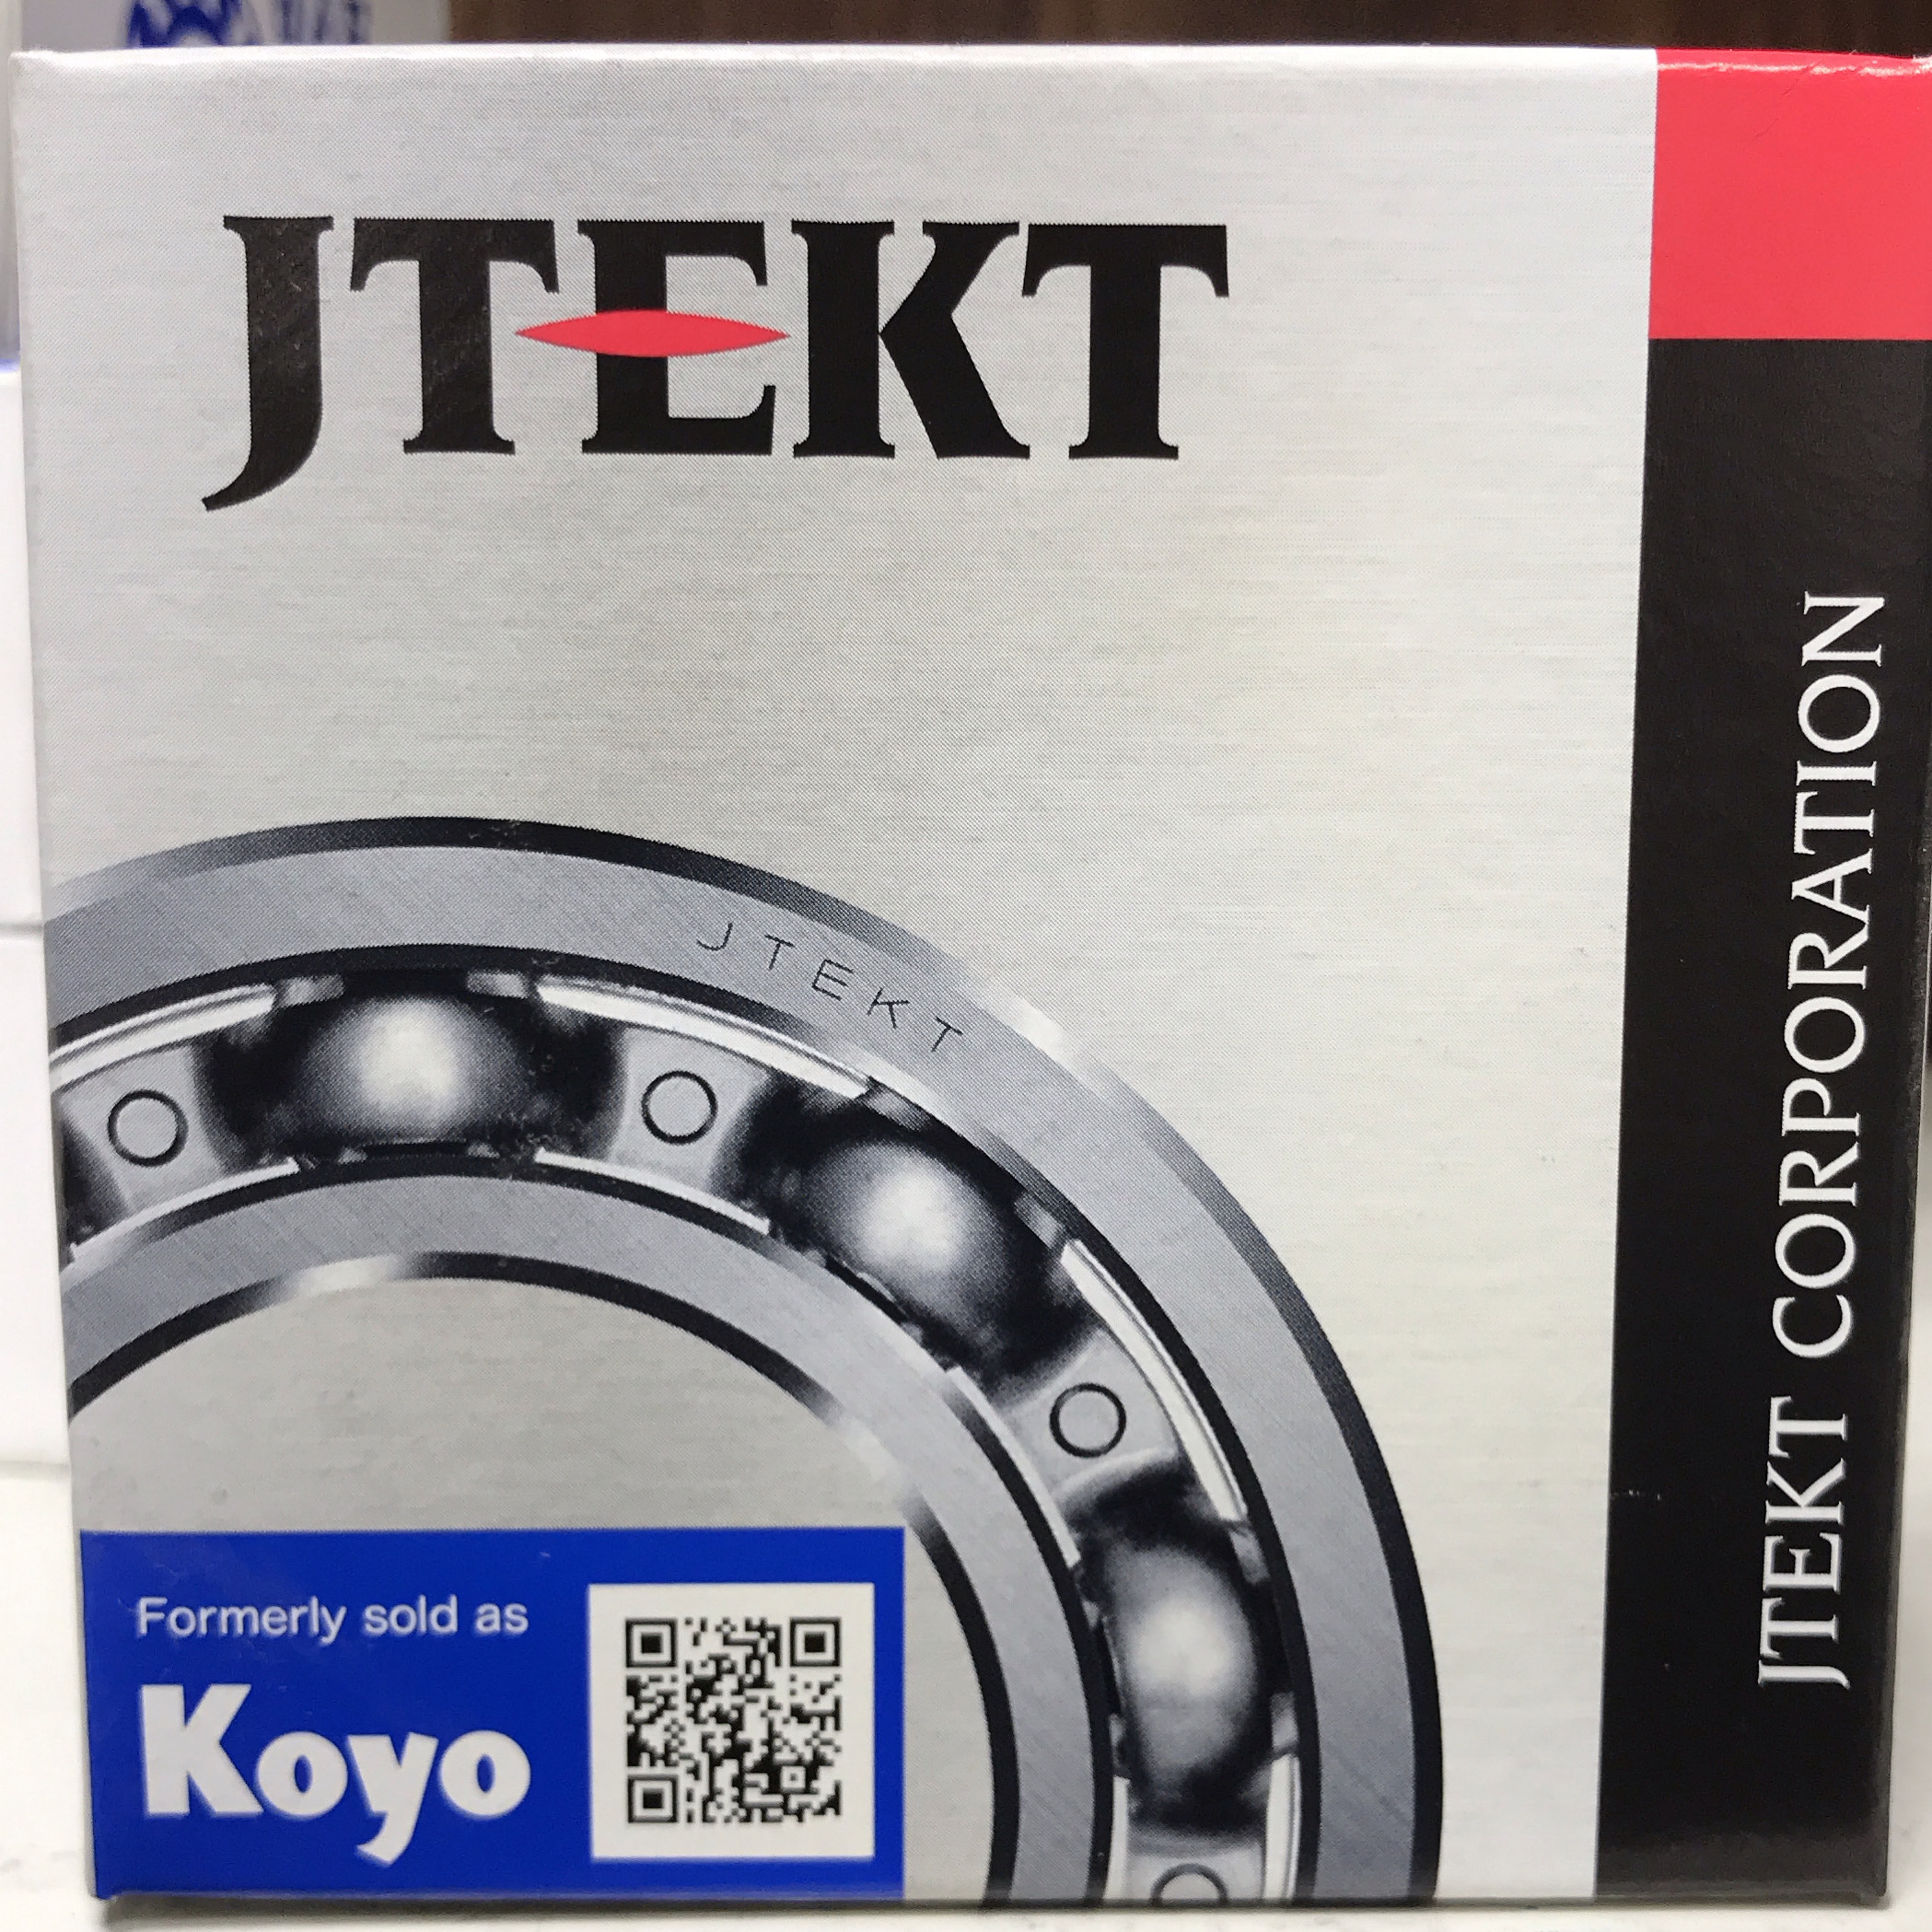 JTEKT
JTEKT
Formerly sold as
Koyo
JTEKT CORPORATION